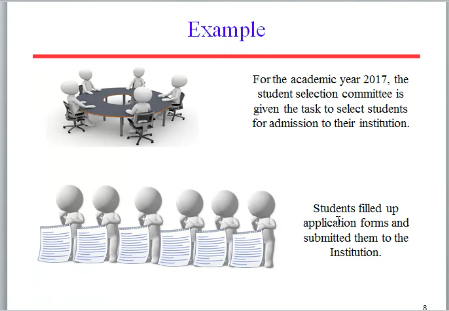 Example
For the academic year 2017, the
student selection committee is
given the task to select students
for admission to their institution.
Students filled up
application forms and
submitted them to the
Institution.
8